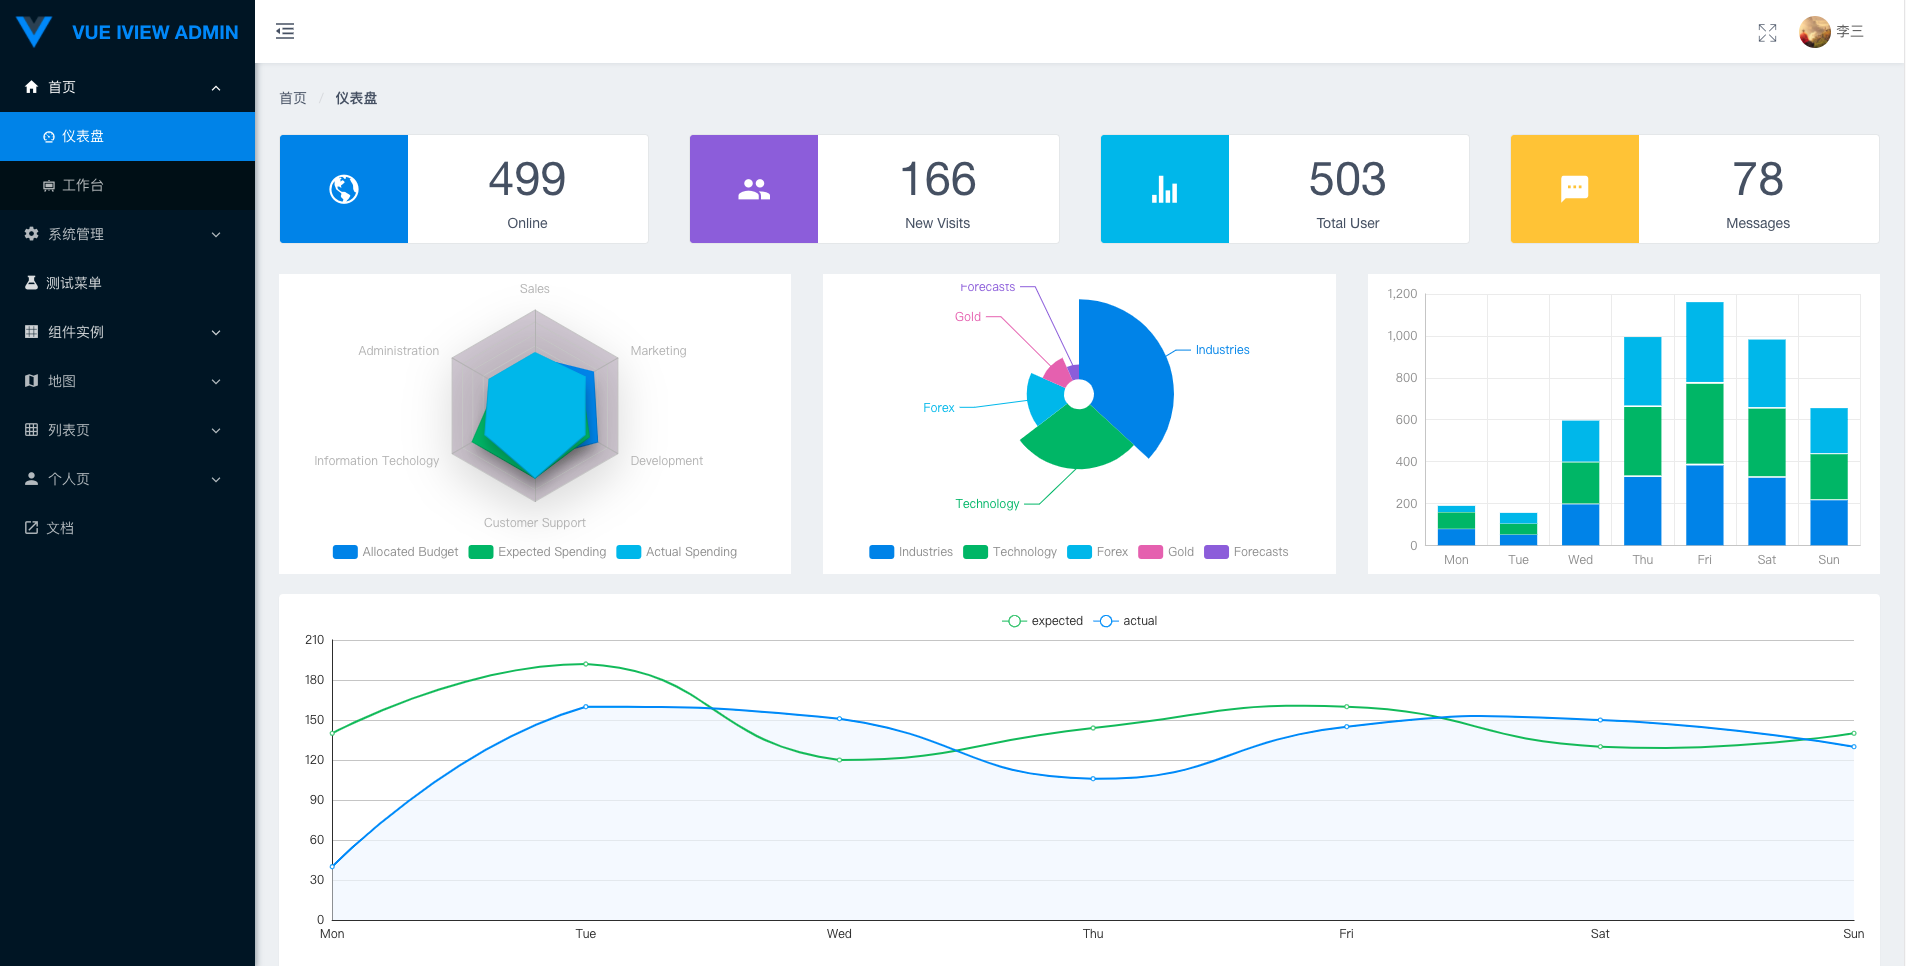 VUE IVIEW ADMIN
首页
仪表盘
工作台
系统管理
测试菜单
组件实例
地图
列表页
个人页
文档
李三
首页 / 仪表盘
499
Online
166
New Visits
503
Total User
78
Messages
Sales
Administration
Marketing
Information Techology
Development
Customer Support
Allocated Budget Expected Spending Actual Spending
Forecasts
Gold
Industries
Forex
Technology
Industries Technology Forex Gold Forecasts
1,200
1,000
800
600
400
200
0
Mon Tue Wed Thu Fri Sat Sun
expected actual
210
180
150
120
90
60
30
0
Mon Tue Wed Thu Fri Sat Sun